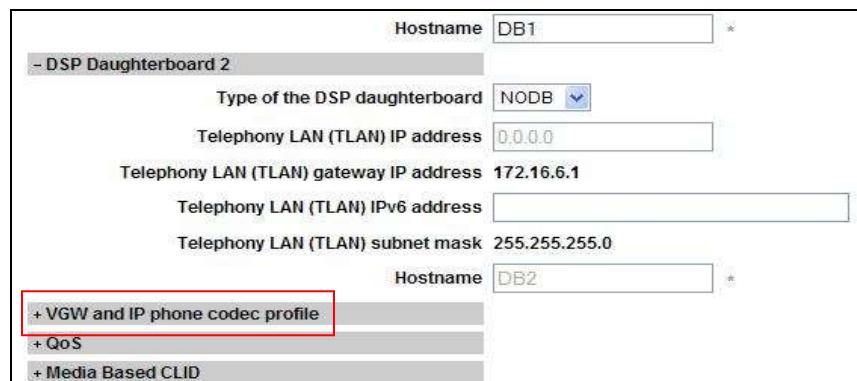 Hostname DB1 *
– DSP Daughterboard 2
Type of the DSP daughterboard NODB
Telephony LAN (TLAN) IP address 0.0.0.0
Telephony LAN (TLAN) gateway IP address 172.16.6.1
Telephony LAN (TLAN) IPv6 address
Telephony LAN (TLAN) subnet mask 255.255.255.0
Hostname DB2 *
+ VGW and IP phone codec profile
+ QoS
+ Media Based CLID